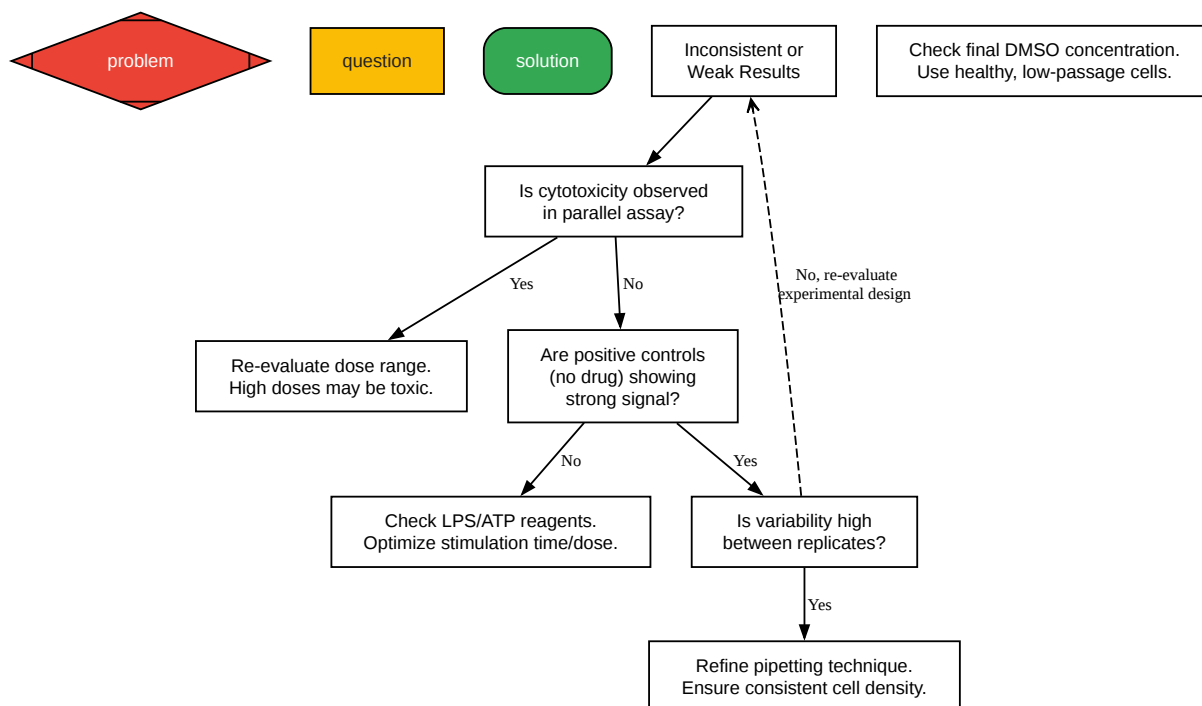 problem
question
solution
Inconsistent or
Weak Results
Check final DMSO concentration.
Use healthy, low-passage cells.
Is cytotoxicity observed
in parallel assay?
Yes
No
No, re-evaluate
experimental design
Re-evaluate dose range.
High doses may be toxic.
Are positive controls
(no drug) showing
strong signal?
No
Yes
Check LPS/ATP reagents.
Optimize stimulation time/dose.
Is variability high
between replicates?
Yes
Refine pipetting technique.
Ensure consistent cell density.